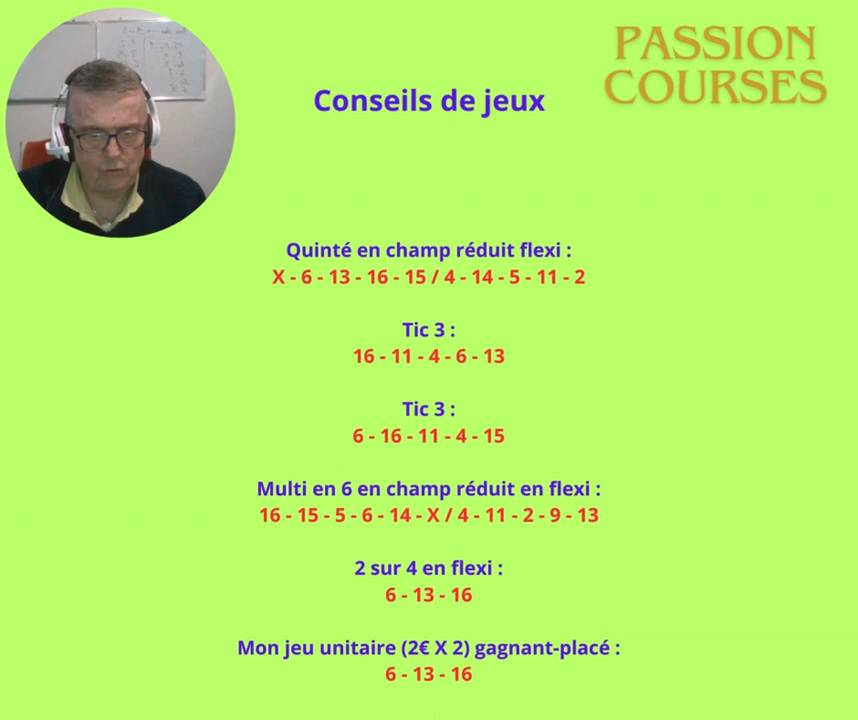 PASSION
COURSES
Conseils de jeux
Quinté en champ réduit flexi :
X - 6 - 13 - 16 - 15 / 4 - 14 - 5 - 11 - 2
Tic 3 :
16 - 11 - 4 - 6 - 13
Tic 3 :
6 - 16 - 11 - 4 - 15
Multi en 6 en champ réduit en flexi :
16 - 15 - 5 - 6 - 14 - X / 4 - 11 - 2 - 9 - 13
2 sur 4 en flexi :
6 - 13 - 16
Mon jeu unitaire (2€ X 2) gagnant-placé :
6 - 13 - 16